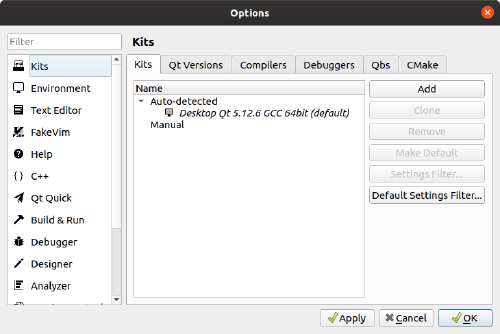 Options
Filter
Kits
Environment
Text Editor
FakeVim
Help
C++
Qt Quick
Build & Run
Debugger
Designer
Analyzer
Kits
Kits Qt Versions Compilers Debuggers Qbs CMake
Name
Auto-detected
Desktop Qt 5.12.6 GCC 64bit (default)
Manual
Add
Clone
Remove
Make Default
Settings Filter...
Default Settings Filter...
Apply Cancel OK